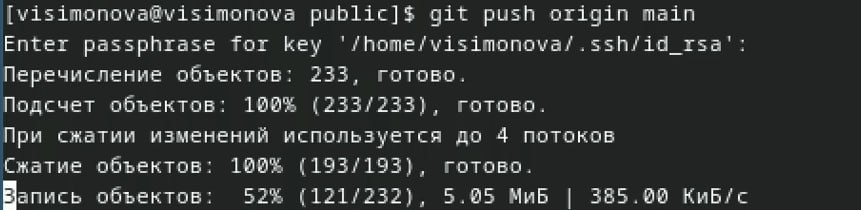 [visimonova@visimonova public]$ git push origin main
Enter passphrase for key '/home/visimonova/.ssh/id_rsa':
Перечисление объектов: 233, готово.
Подсчет объектов: 100% (233/233), готово.
При сжатии изменений используется до 4 потоков
Сжатие объектов: 100% (193/193), готово.
Запись объектов:  52% (121/232), 5.05 МиБ | 385.00 КиБ/с